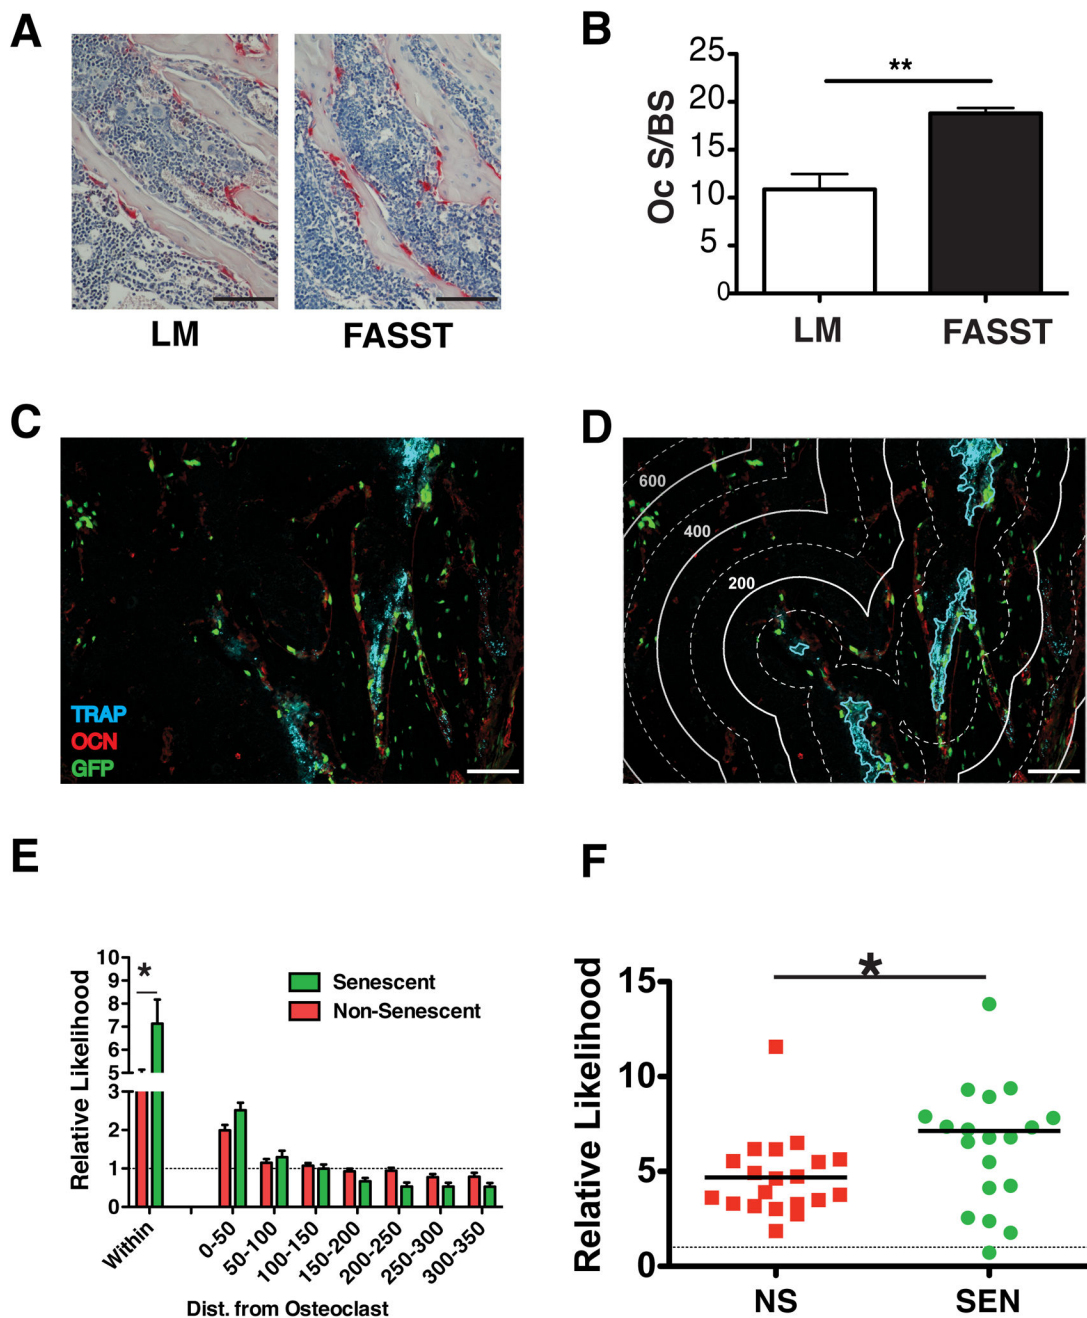 A
LM
FASST
B
Oc S/BS
25
20
15
10
5
0
**
LM
FASST
C
TRAP
OCN
GFP
D
600
400
200
E
Relative Likelihood
10
9
8
7
6
5
3
2
1
0
*
Senescent
Non-Senescent
Within
0-50
50-100
100-150
150-200
200-250
250-300
300-350
Dist. from Osteoclast
F
Relative Likelihood
15
10
5
0
*
NS
SEN